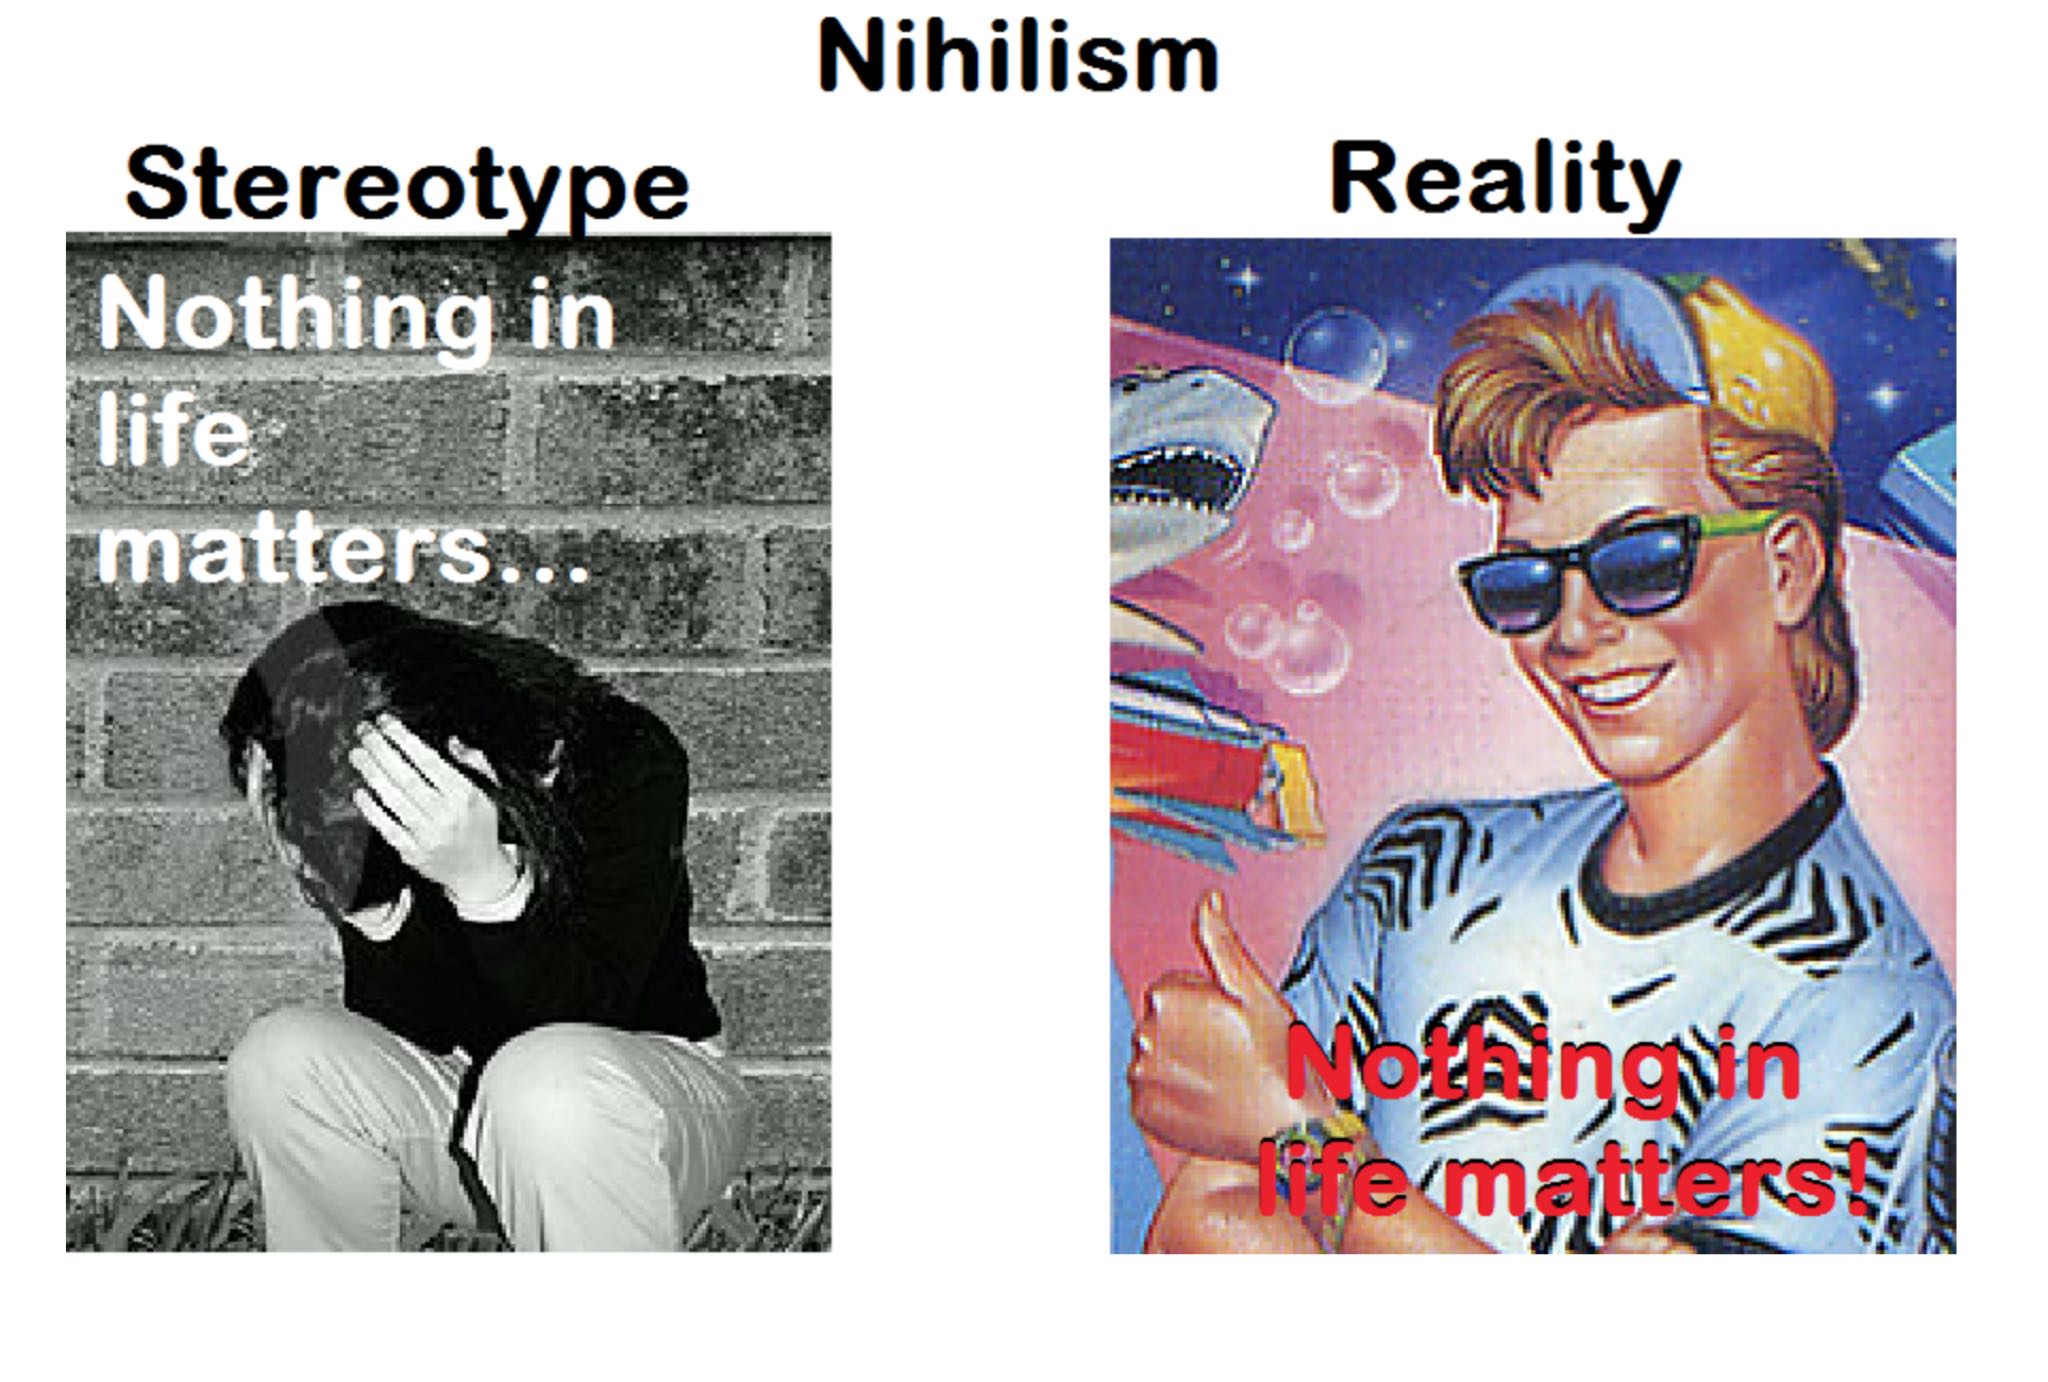 Nihilism
Stereotype
Reality
Nothing in
life
matters...
Nothing in
life matters!